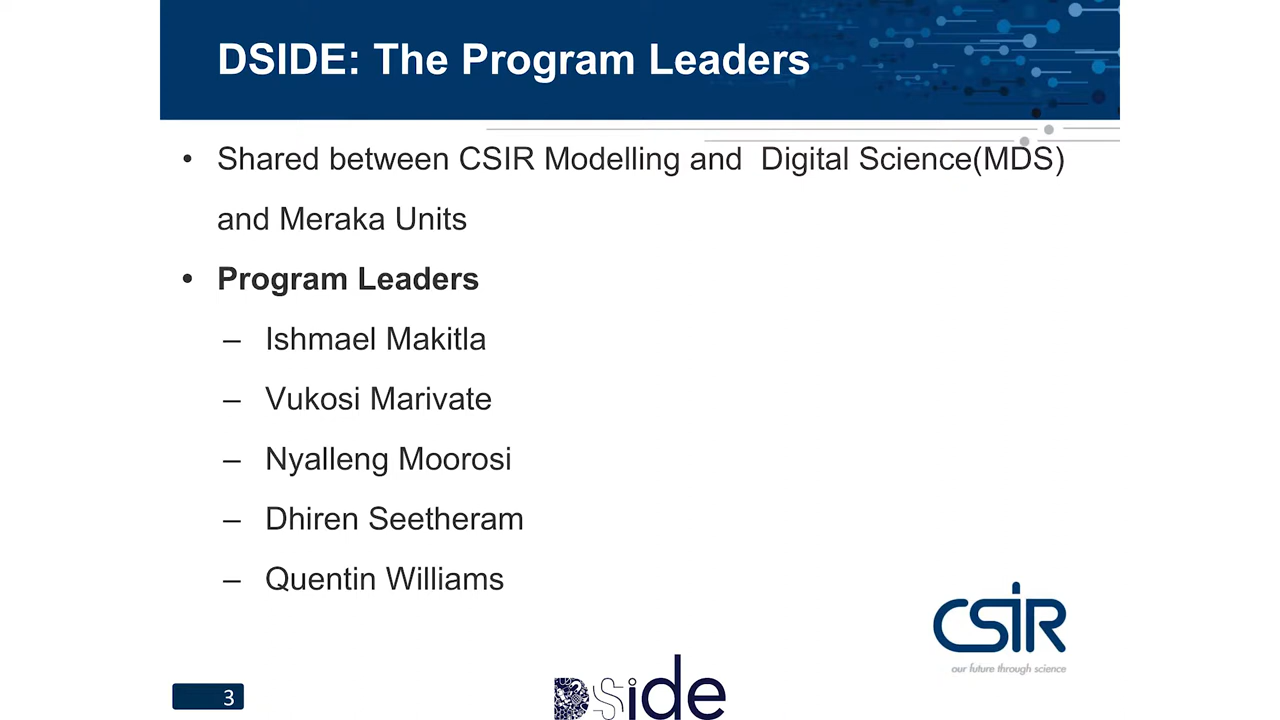 DSIDE: The Program Leaders
• Shared between CSIR Modelling and  Digital Science(MDS)
and Meraka Units
• Program Leaders
– Ishmael Makitla
– Vukosi Marivate
– Nyalleng Moorosi
– Dhiren Seetheram
– Quentin Williams
CSIR
our future through science
3
Dside